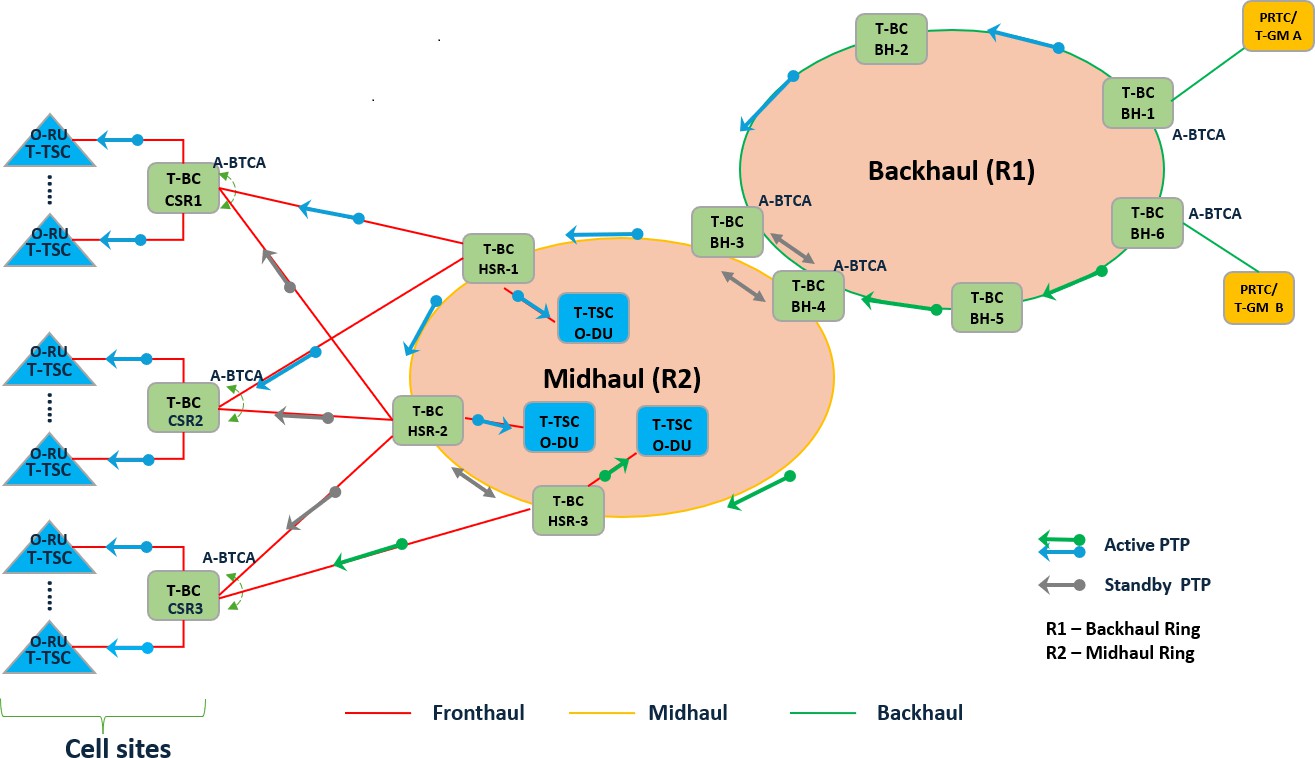 PRTC/
T-GM A
T-BC
BH-2
T-BC
BH-1
A-BTCA
O-RU
T-TSC
A-BTCA
T-BC
CSR1
Backhaul (R1)
A-BTCA
T-BC
BH-3
T-BC
BH-6
A-BTCA
O-RU
T-TSC
T-BC
HSR-1
A-BTCA
T-BC
BH-4
T-BC
BH-5
PRTC/
T-GM B
T-TSC
O-DU
O-RU
T-TSC
A-BTCA
Midhaul (R2)
T-BC
CSR2
T-BC
HSR-2
T-TSC
O-DU
T-TSC
O-DU
O-RU
T-TSC
T-BC
HSR-3
O-RU
T-TSC
A-BTCA
Active PTP
T-BC
CSR3
Standby PTP
O-RU
T-TSC
R1 – Backhaul Ring
R2 – Midhaul Ring
Fronthaul
Midhaul
Backhaul
Cell sites